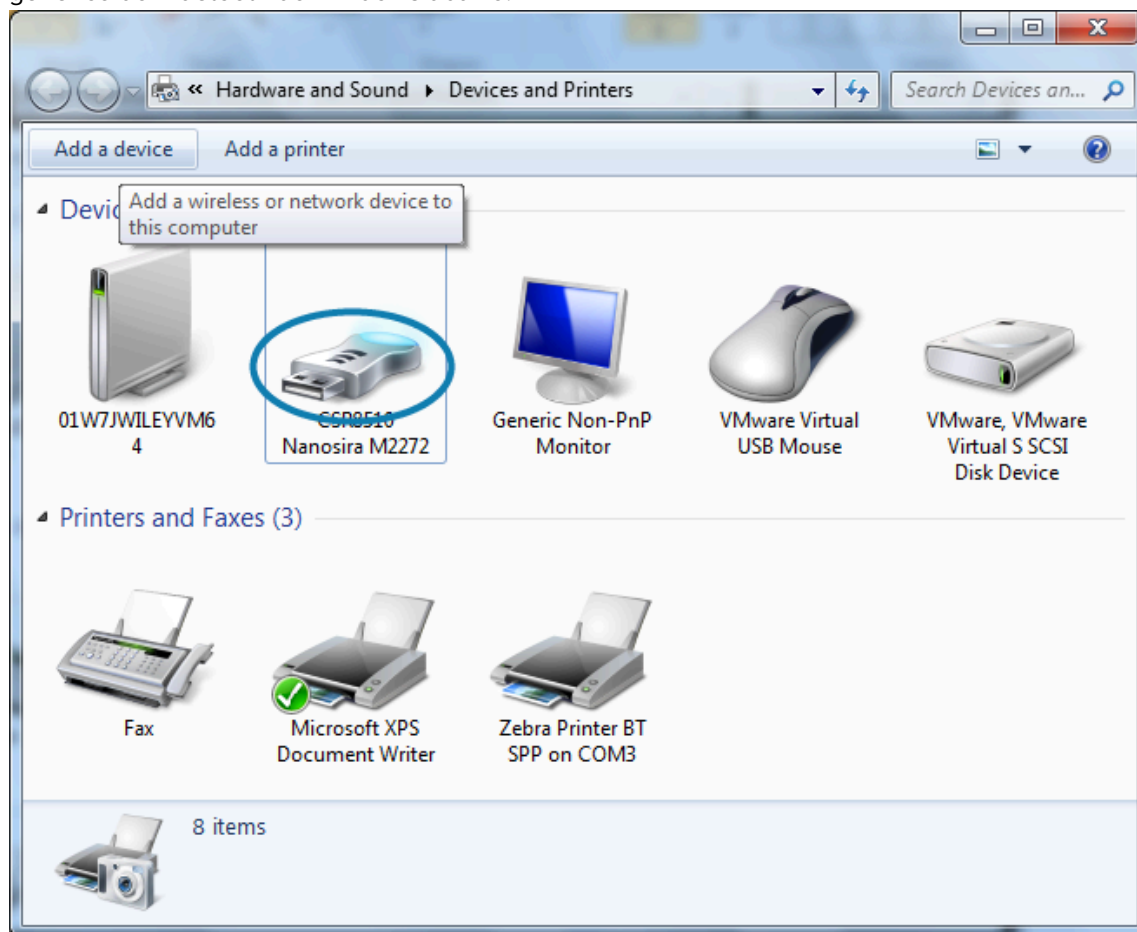 Hardware and Sound ▸ Devices and Printers
Search Devices an...
Add a device
Add a printer
Add a wireless or network device to
this computer
01W7JWILEYVM6
4
CSR8510
Nanosira M2272
Generic Non-PnP
Monitor
VMware Virtual
USB Mouse
VMware, VMware
Virtual S SCSI
Disk Device
Printers and Faxes (3)
Fax
Microsoft XPS
Document Writer
Zebra Printer BT
SPP on COM3
8 items